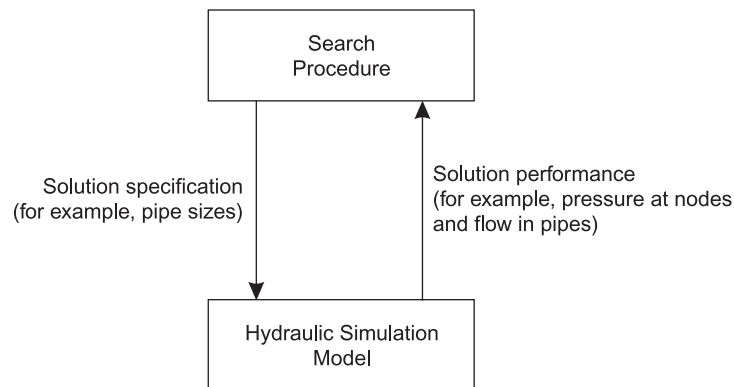 Search
Procedure
Solution specification
(for example, pipe sizes)
Solution performance
(for example, pressure at nodes
and flow in pipes)
Hydraulic Simulation
Model